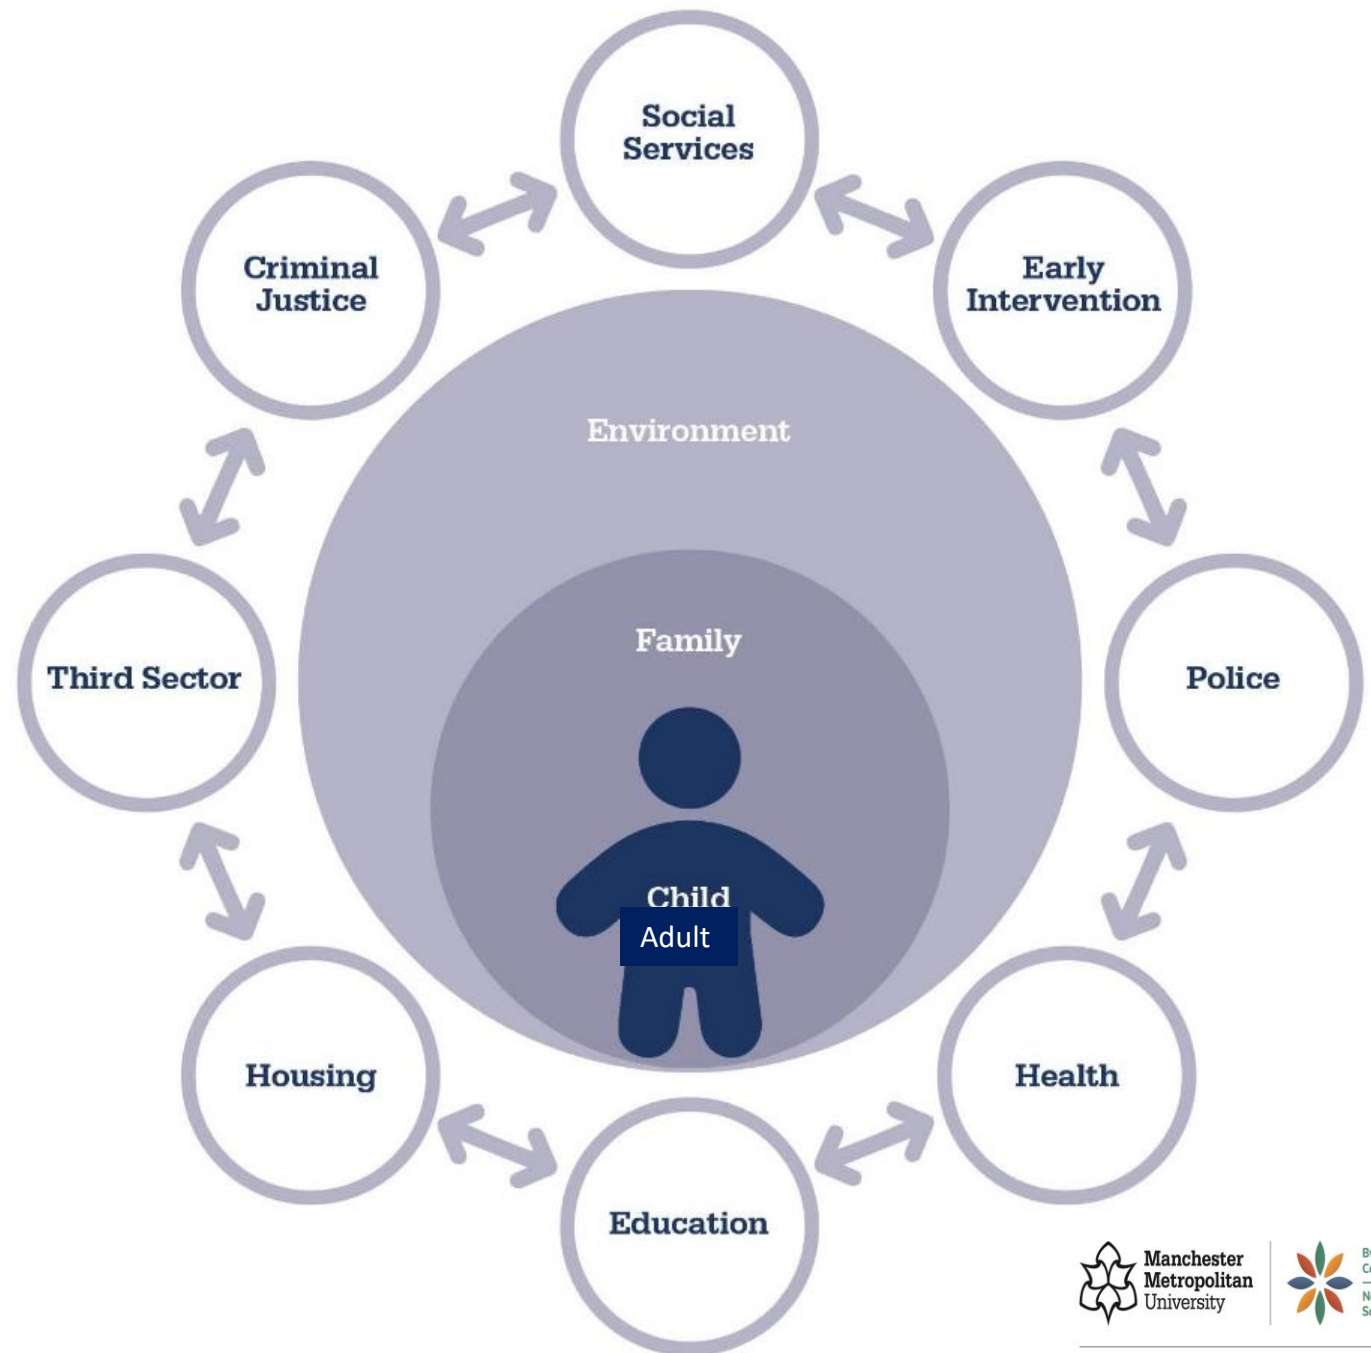 Social
Services
Criminal
Justice
Early
Intervention
Environment
Family
Third Sector
Police
Child
Adult
Housing
Health
Education
Manchester
Metropolitan
University